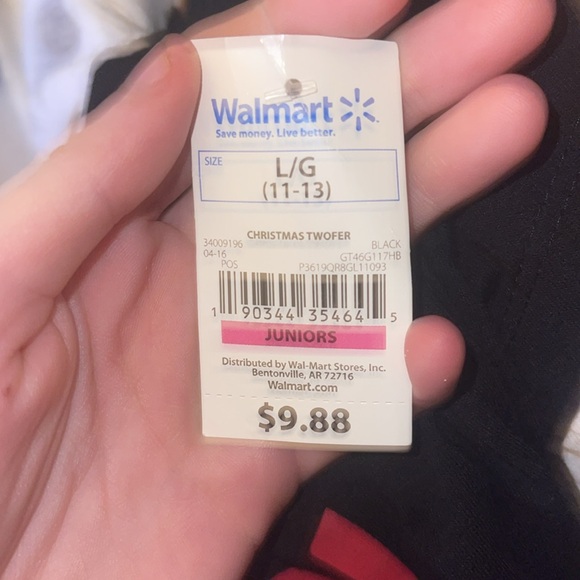 Walmart
Save money. Live better.
SIZE
L/G
(11-13)
CHRISTMAS TWOFER
34009196 BLACK
04-16 GT46G117HB
POS P3619QR8GL11093
1 90344 35464 5
JUNIORS
Distributed by Wal-Mart Stores, Inc.
Bentonville, AR 72716
Walmart.com
$9.88